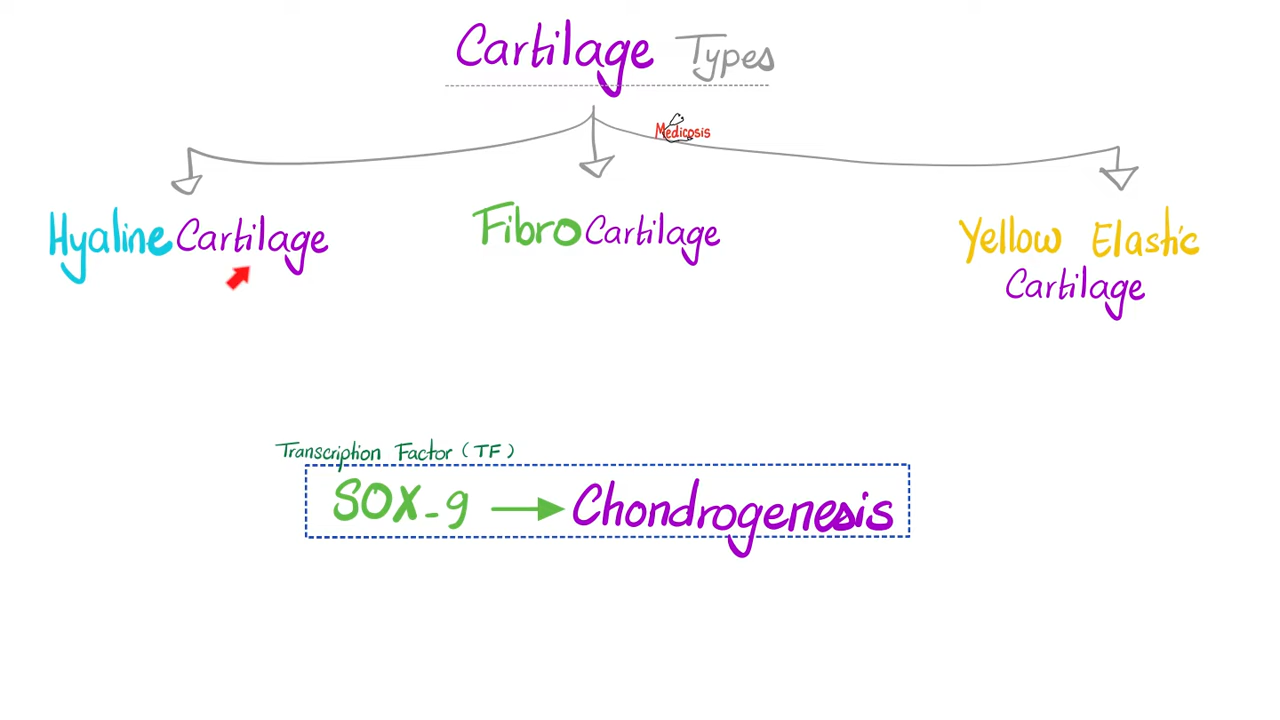 Cartilage Types
Medicosis
Hyaline Cartilage
Fibro Cartilage
Yellow Elastic
Cartilage
Transcription Factor (TF)
SOX-9 → Chondrogenesis